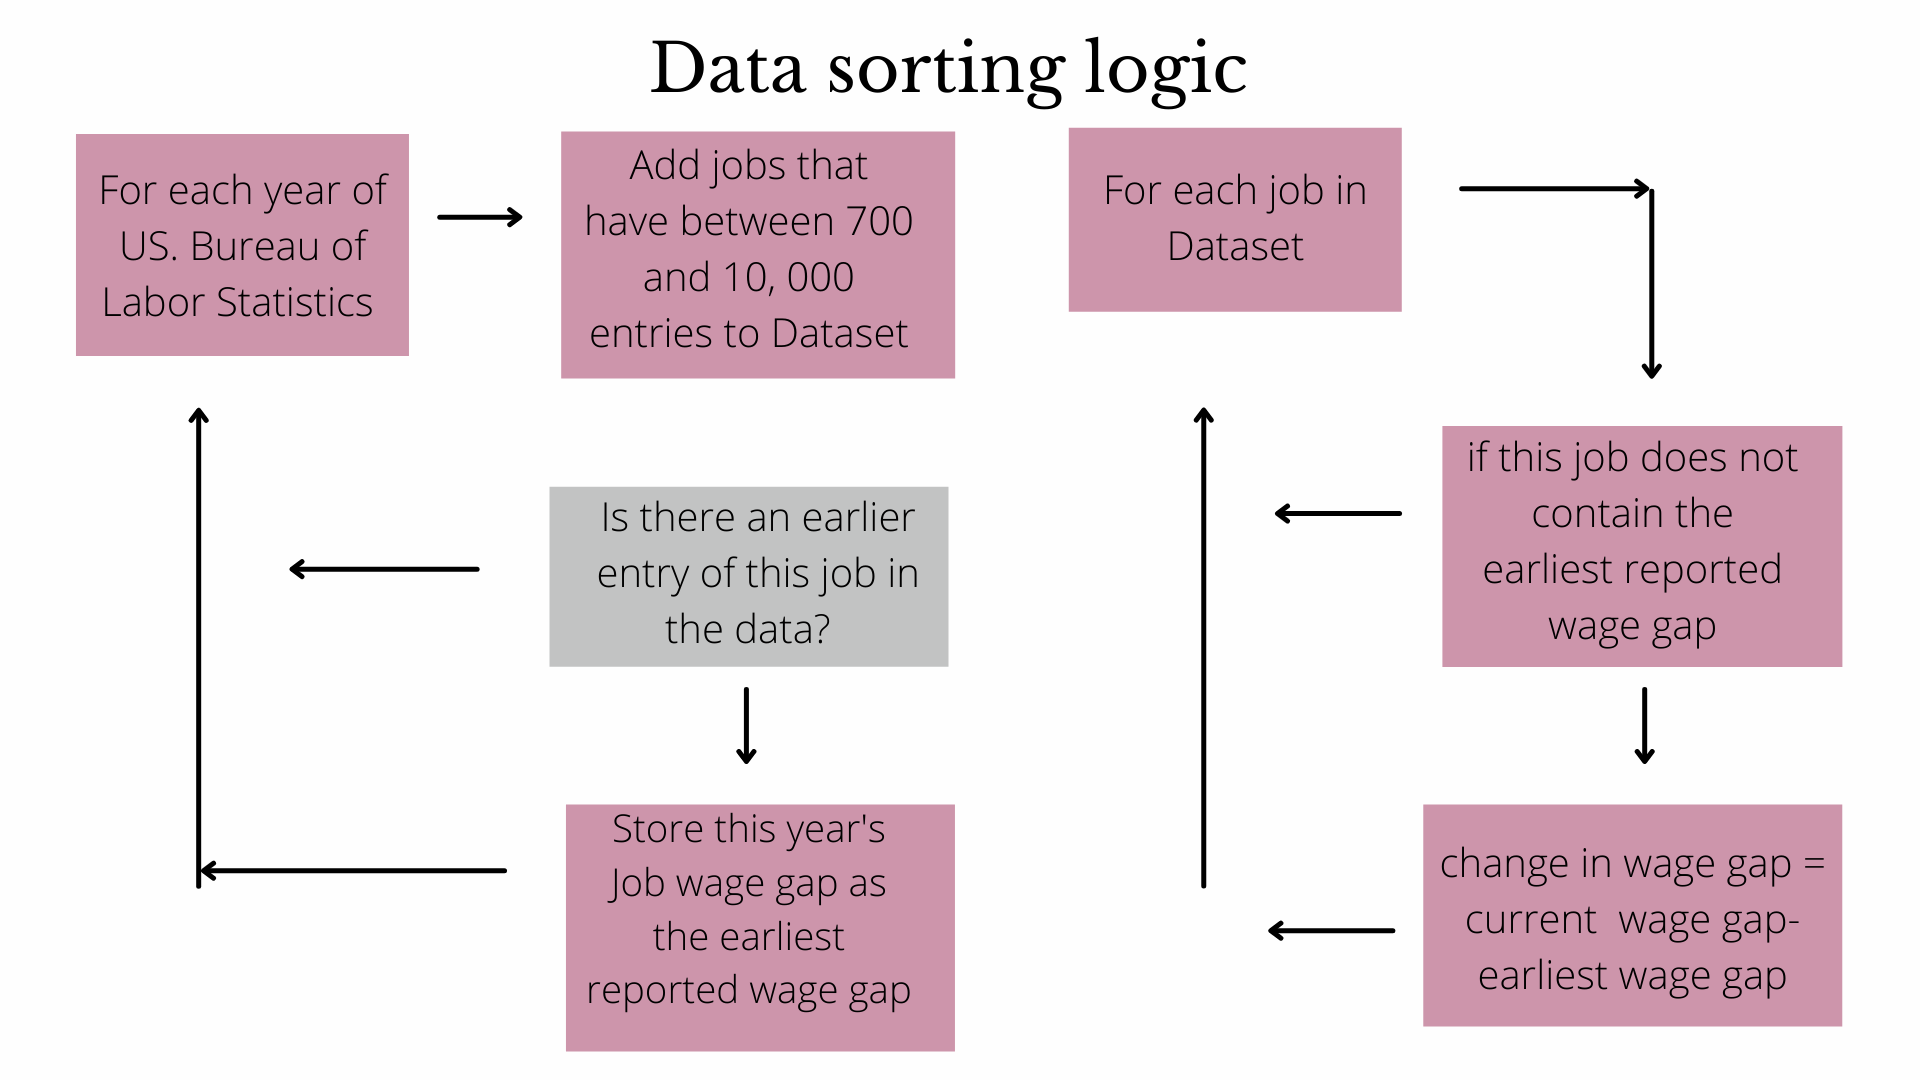 Data sorting logic
For each year of
US. Bureau of
Labor Statistics
Add jobs that
have between 700
and 10, 000
entries to Dataset
Is there an earlier
entry of this job in
the data?
Store this year's
Job wage gap as
the earliest
reported wage gap
For each job in
Dataset
if this job does not
contain the
earliest reported
wage gap
change in wage gap =
current  wage gap-
earliest wage gap